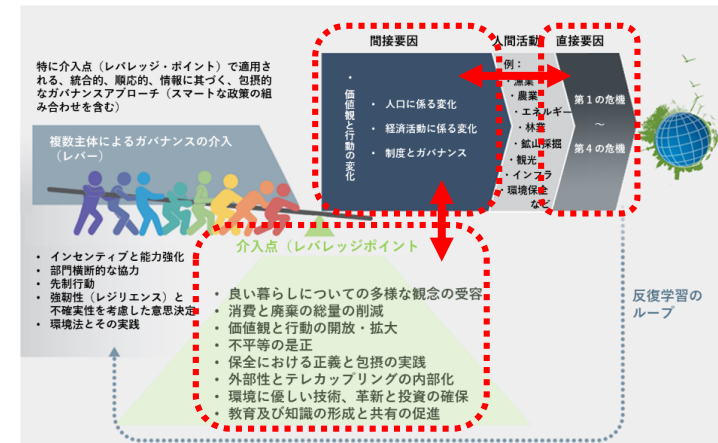 間接要因
人間活動
直接要因
特に介入点（レバレッジ・ポイント）で適用
される、統合的、順応的、情報に其づく、包摂的
なガバナンスアプローチ（スマートな政策の組
み合わせを含む）
複数主体によるガバナンスの介入
（レバー）
・価値観と行動の変化
・人口に係る変化
・経済活動に係る変化
・制度とガバナンス
例：
・漁業
・農業
・エネルギー
・林業
・鉱山採掘
・観光
・インフラ
・環境保全
など
第１の危機
～
第４の危機
介入点（レバレッジポイント
・インセンティブと能力強化
・部門横断的な協力
・先制行動
・強靭性（レジリエンス）と
不確実性を考慮した意思決定
・環境法とその実践
・良い暮らしについての多様な観念の受容
・消費と廃棄の総量の削減
・価値観と行動の開放・拡大
・不平等の是正
・保全における正義と包摂の実践
・外部性とテレカップリングの内部化
・環境に優しい技術、革新と投資の確保
・教育及び知識の形成と共有の促進
反復学習の
ループ